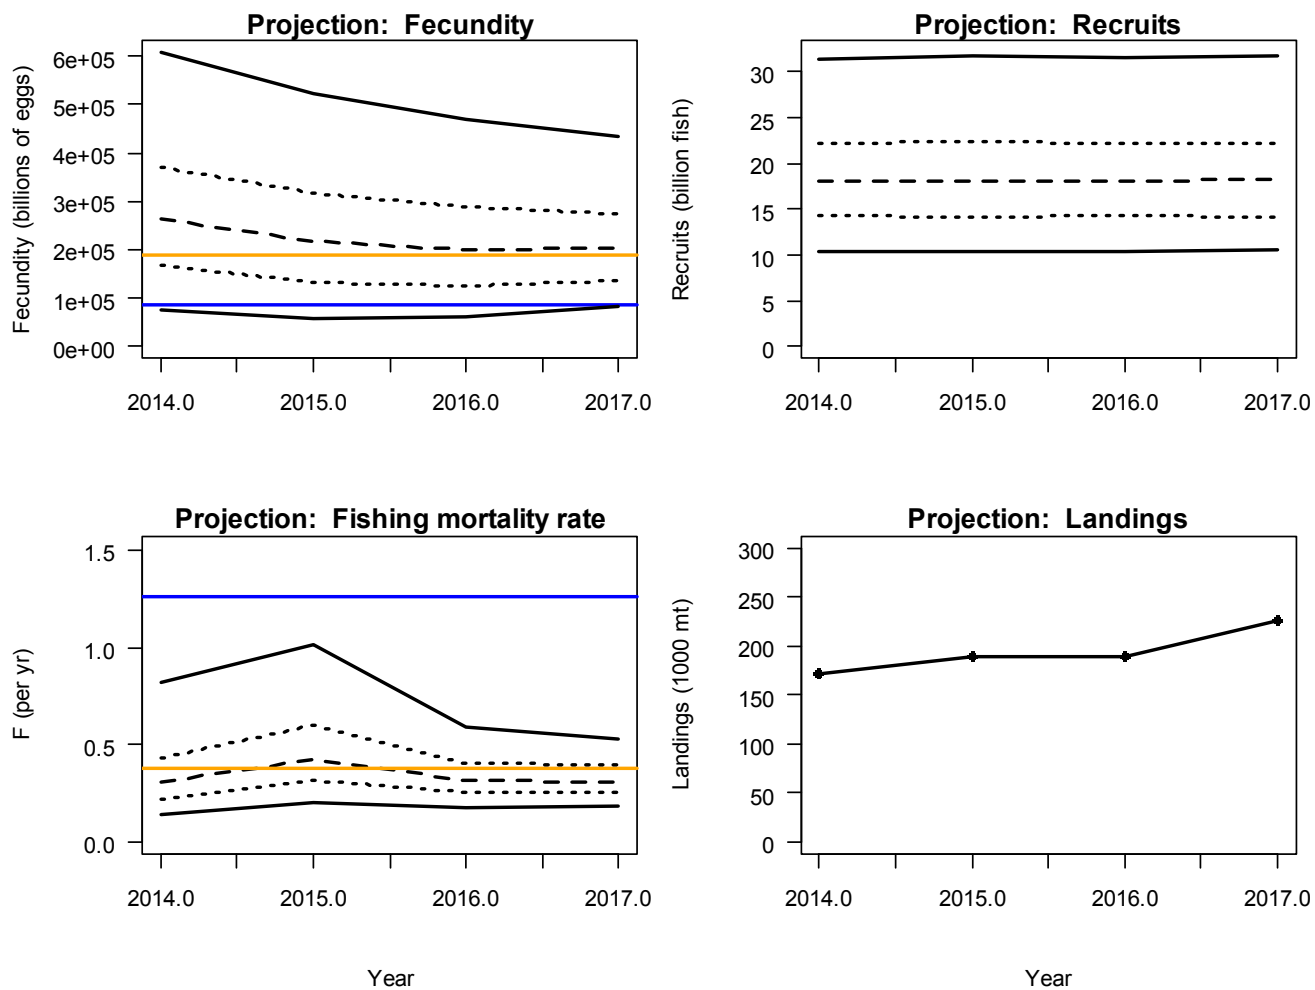 Projection: Fecundity
Fecundity (billions of eggs)
6e+05
5e+05
4e+05
3e+05
2e+05
1e+05
0e+00
2014.0 2015.0 2016.0 2017.0
Projection: Recruits
Recruits (billion fish)
30
25
20
15
10
5
0
2014.0 2015.0 2016.0 2017.0
Projection: Fishing mortality rate
F (per yr)
1.5
1.0
0.5
0.0
2014.0 2015.0 2016.0 2017.0
Year
Projection: Landings
Landings (1000 mt)
300
250
200
150
100
50
0
2014.0 2015.0 2016.0 2017.0
Year